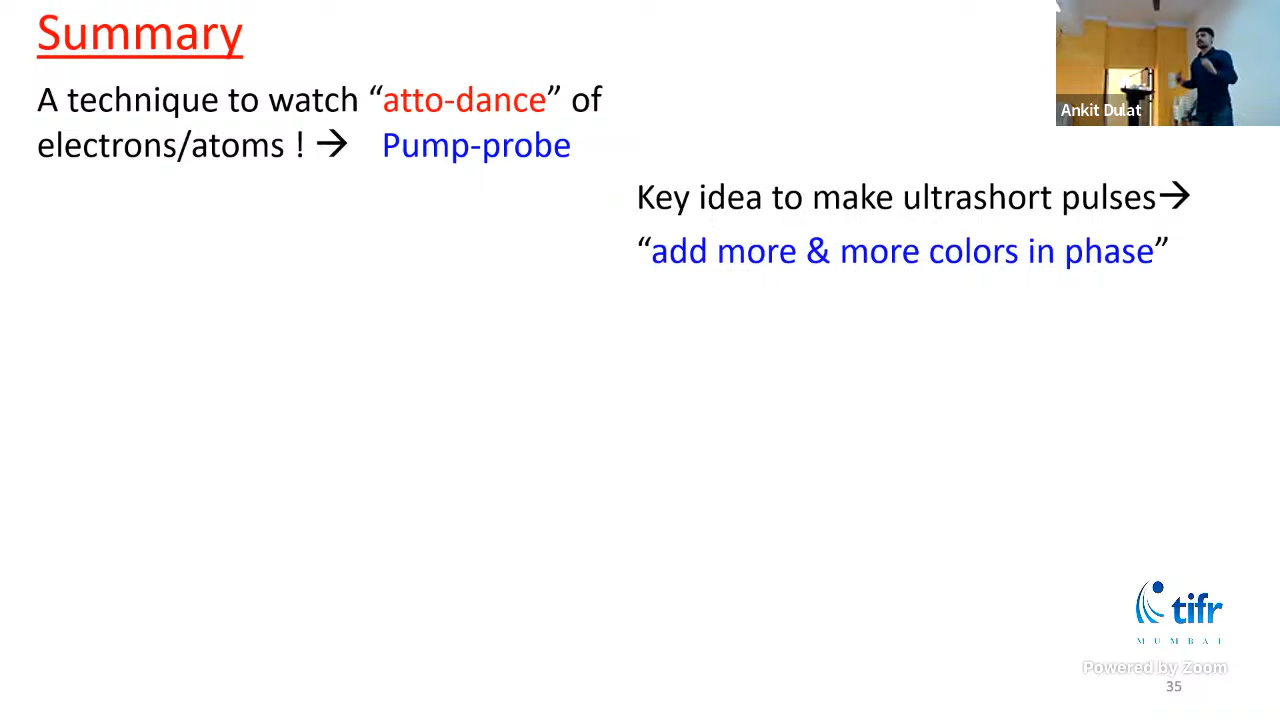 Summary
Ankit Dulat
A technique to watch “atto-dance” of
electrons/atoms ! → Pump-probe
Key idea to make ultrashort pulses→
“add more & more colors in phase”
tifr
MUMBAI
Powered by Zoom
35